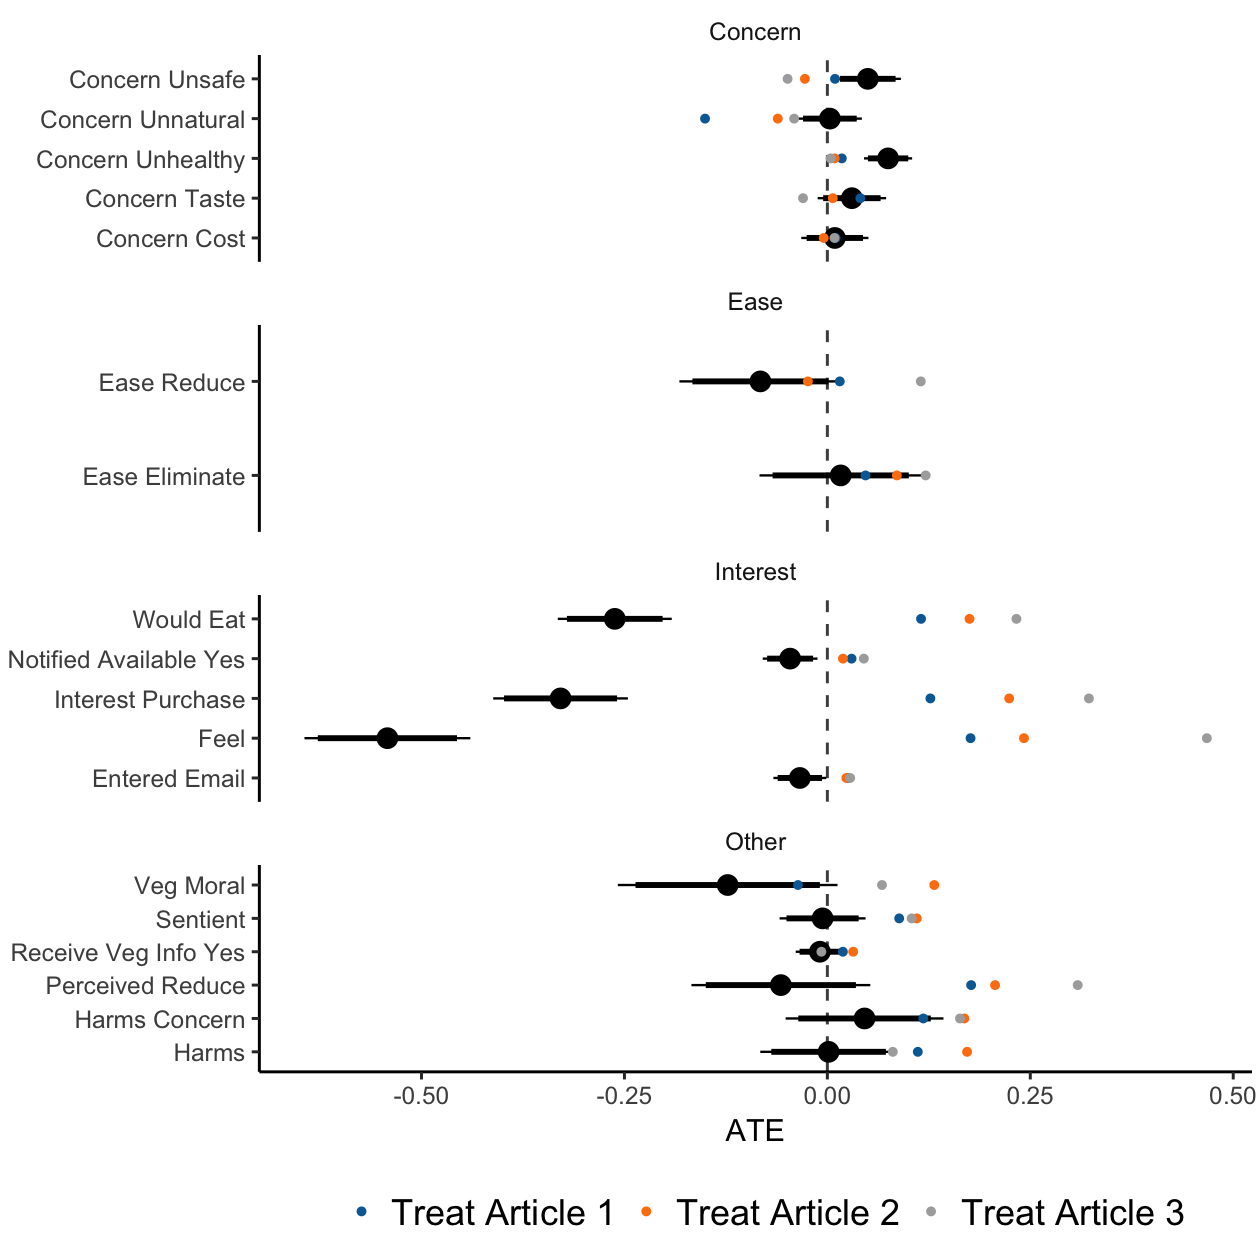 Concern
Concern Unsafe
Concern Unnatural
Concern Unhealthy
Concern Taste
Concern Cost
Ease
Ease Reduce
Ease Eliminate
Interest
Would Eat
Notified Available Yes
Interest Purchase
Feel
Entered Email
Other
Veg Moral
Sentient
Receive Veg Info Yes
Perceived Reduce
Harms Concern
Harms
-0.50 -0.25 0.00 0.25 0.50
ATE
Treat Article 1 Treat Article 2 Treat Article 3